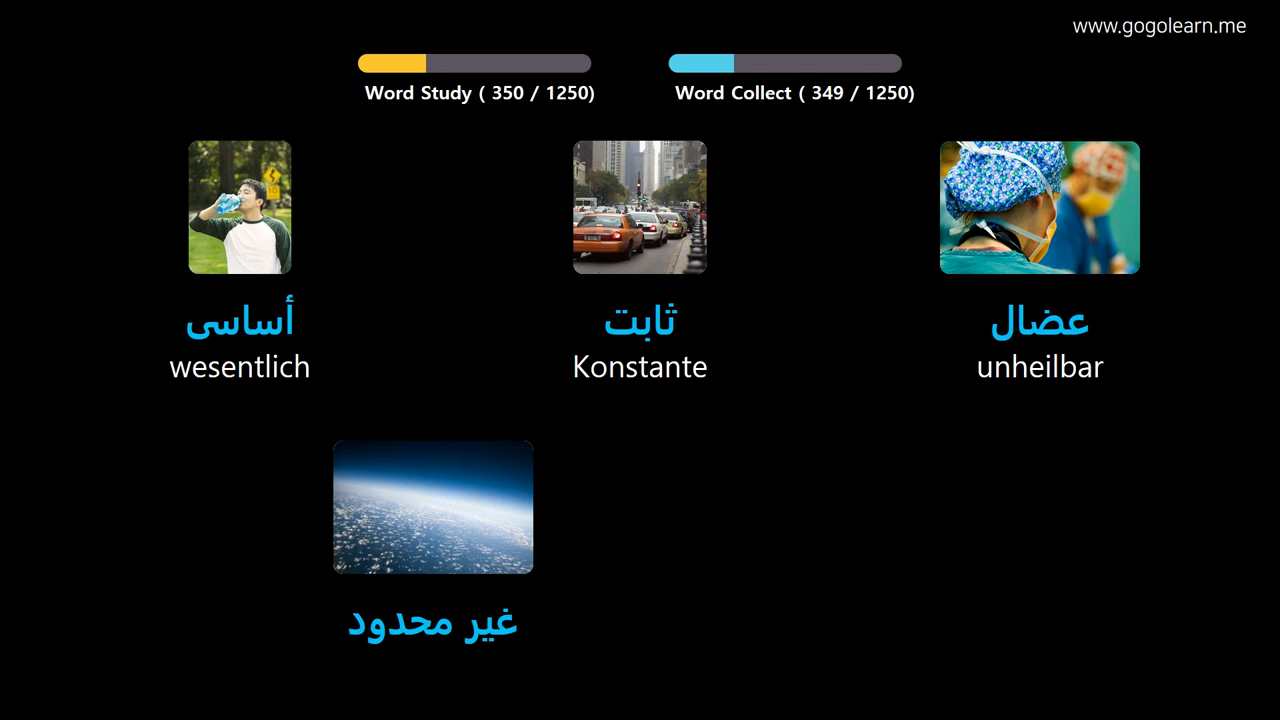 www.gogolearn.me
Word Study ( 350 / 1250)
Word Collect ( 349 / 1250)
أساسى
wesentlich
ثابت
Konstante
عضال
unheilbar
غير محدود